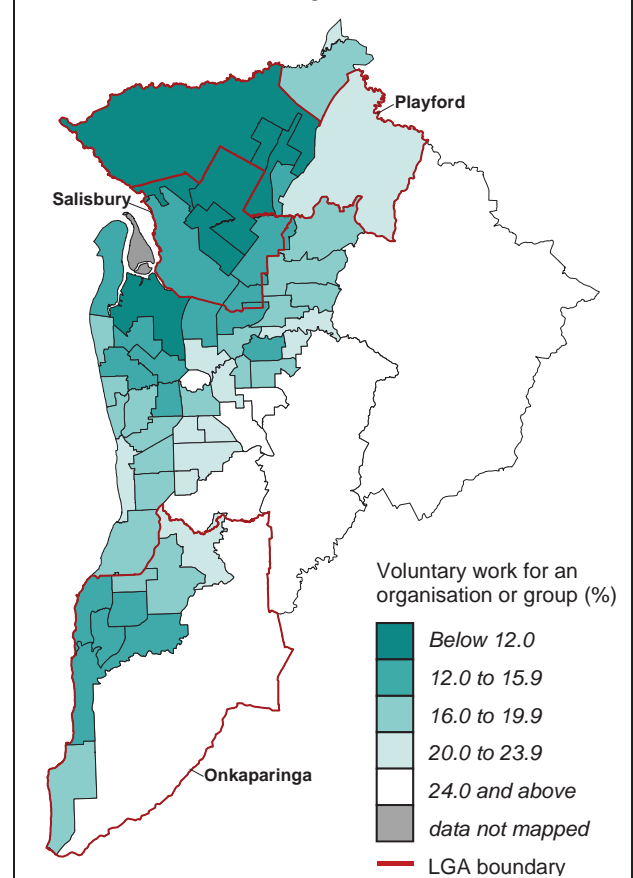 Playford
Salisbury
Voluntary work for an
organisation or group (%)
Below 12.0
12.0 to 15.9
16.0 to 19.9
20.0 to 23.9
24.0 and above
Onkaparinga
data not mapped
LGA boundary